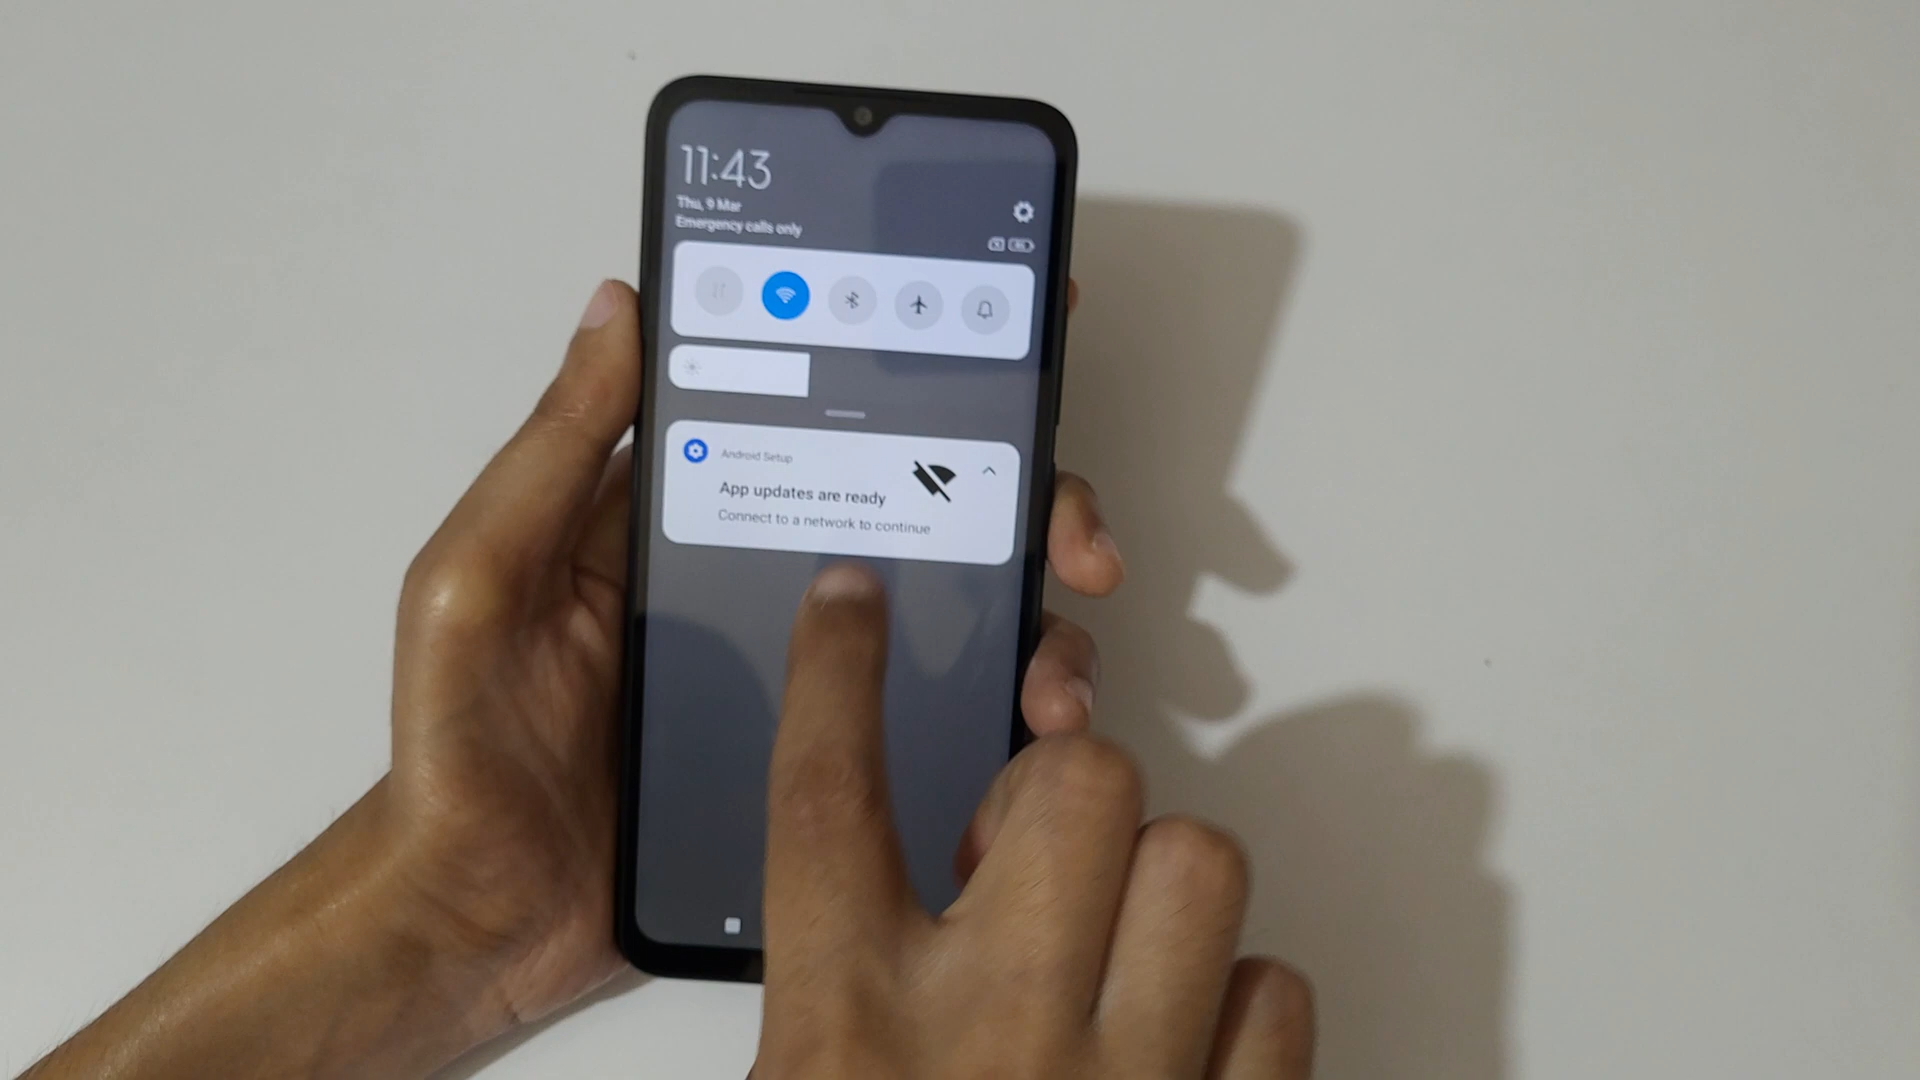 11:43
Thu, 9 Mar
Emergency calls only
Android Setup
App updates are ready
Connect to a network to continue